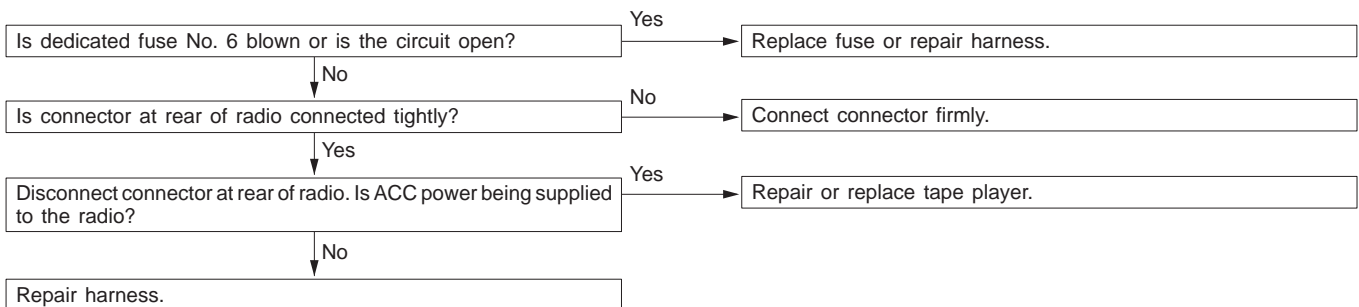 Yes
Is dedicated fuse No. 6 blown or is the circuit open?
Replace fuse or repair harness.
No
No
Is connector at rear of radio connected tightly?
Connect connector firmly.
Yes
Yes
Disconnect connector at rear of radio. Is ACC power being supplied
to the radio?
Repair or replace tape player.
No
Repair harness.